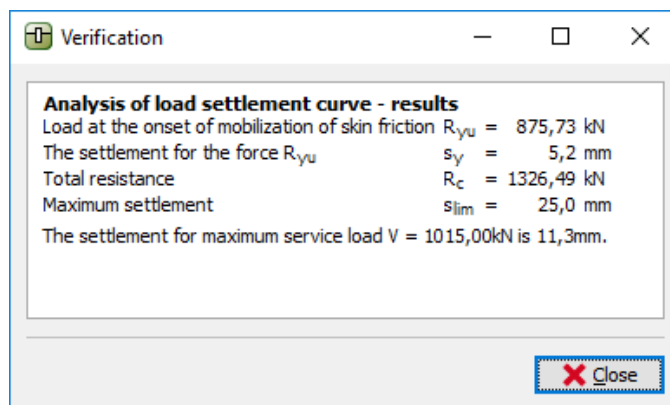 Verification
Analysis of load settlement curve - results
Load at the onset of mobilization of skin friction Ryu = 875,73 kN
The settlement for the force Ryu sy = 5,2 mm
Total resistance Rc = 1326,49 kN
Maximum settlement slim = 25,0 mm
The settlement for maximum service load V = 1015,00kN is 11,3mm.
Close